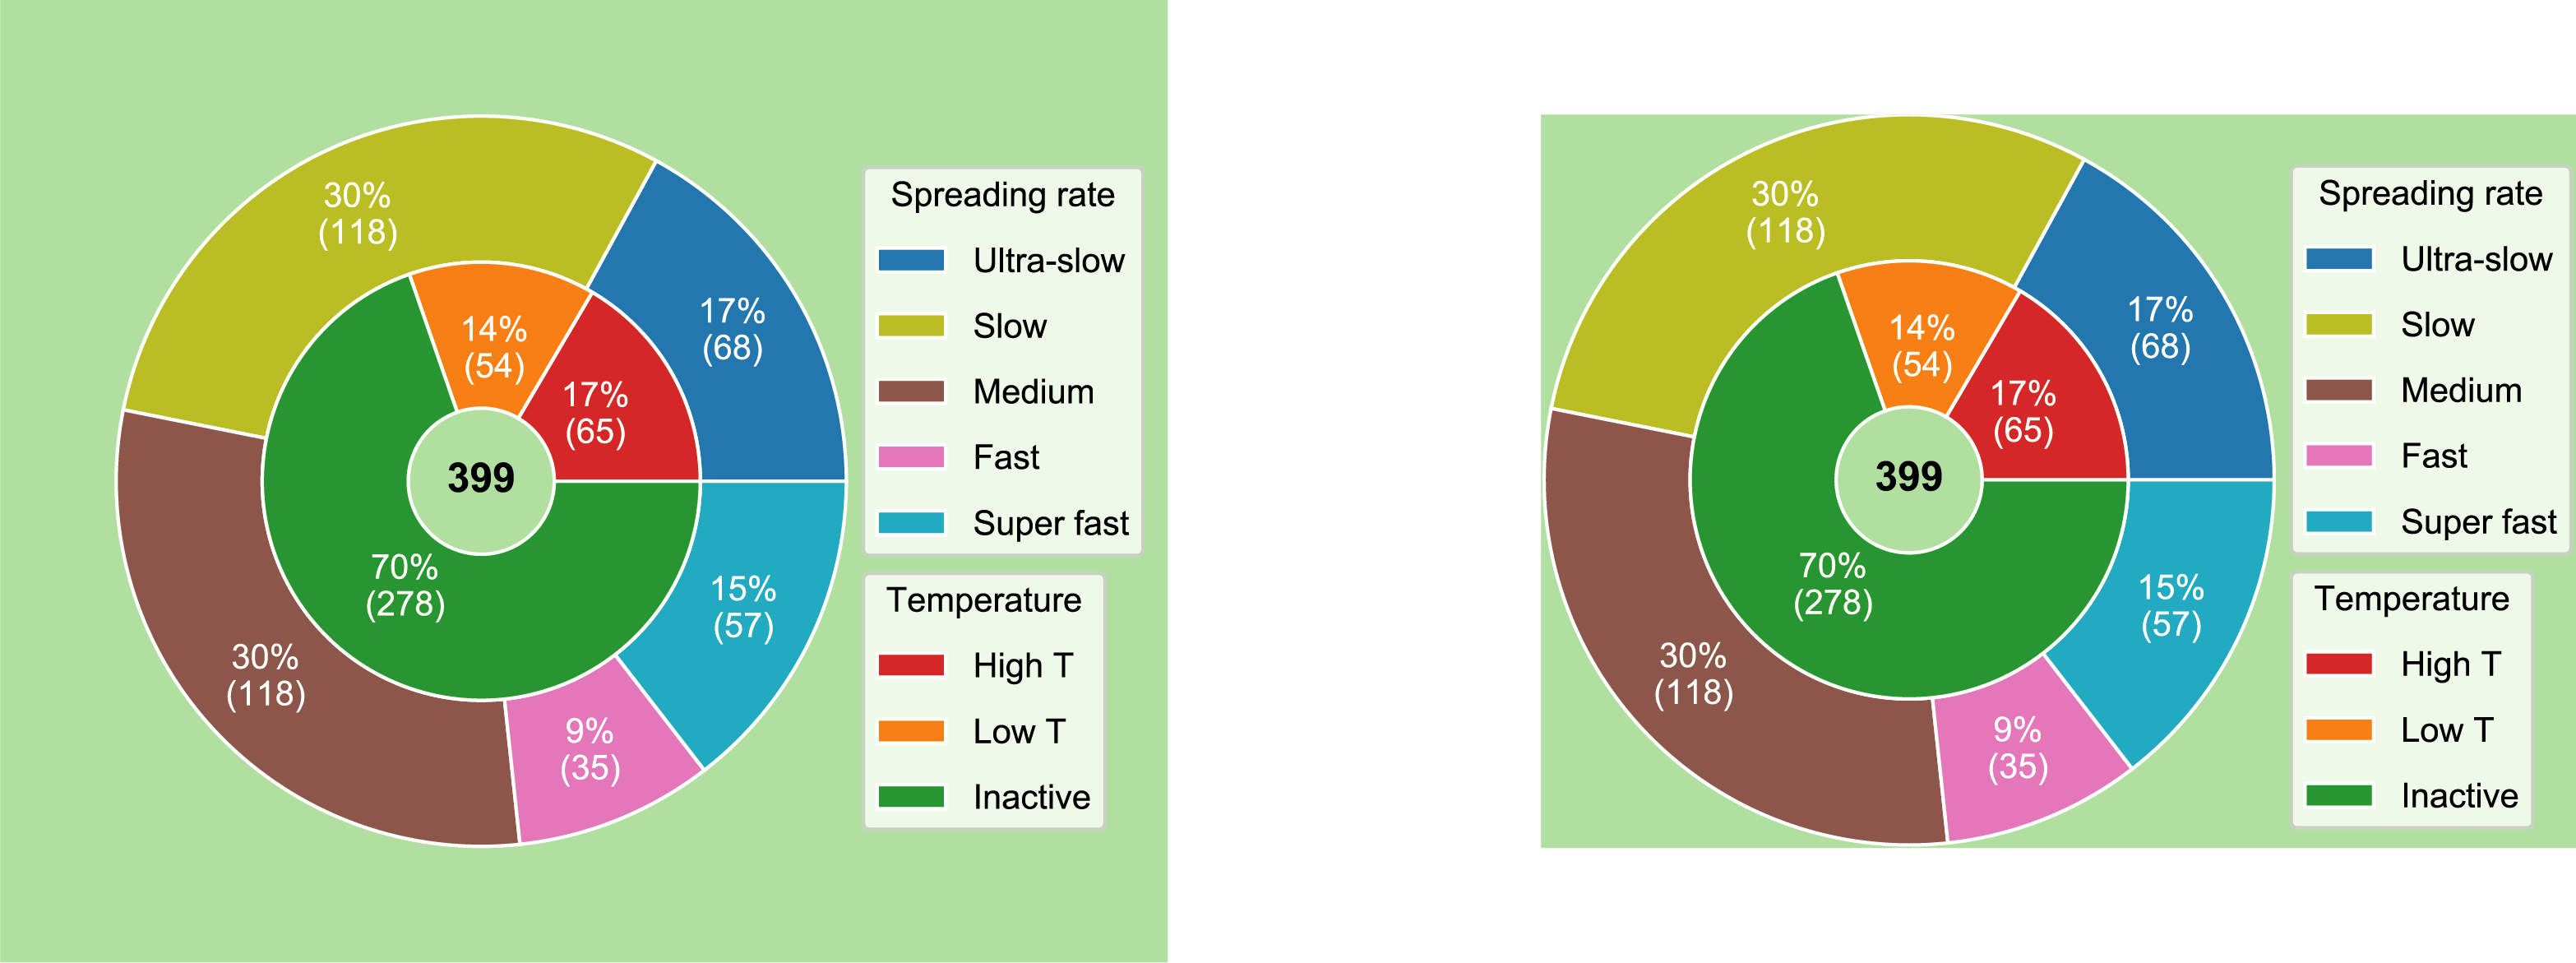 30%
(118)
17%
(68)
14%
(54)
17%
(65)
399
70%
(278)
15%
(57)
30%
(118)
9%
(35)
Spreading rate
Ultra-slow
Slow
Medium
Fast
Super fast
Temperature
High T
Low T
Inactive
30%
(118)
17%
(68)
14%
(54)
17%
(65)
399
70%
(278)
15%
(57)
30%
(118)
9%
(35)
Spreading rate
Ultra-slow
Slow
Medium
Fast
Super fast
Temperature
High T
Low T
Inactive